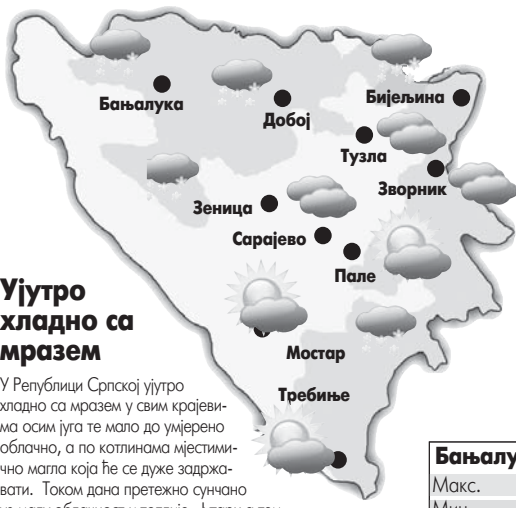 Бањалука
Добој
Бијељина
Тузла
Зворник
Зеница
Сарајево
Пале
Мостар
Требиње
Ујутро
хладно са
мразем
У Републици Српској ујутро
хладно са мразем у свим крајеви-
ма осим југа те мало до умјерено
облачно, а по котлинама мјестими-
чно магла која ће се дуже задржа-
вати. Током дана претежно сунчано
Бањалу
Макс.